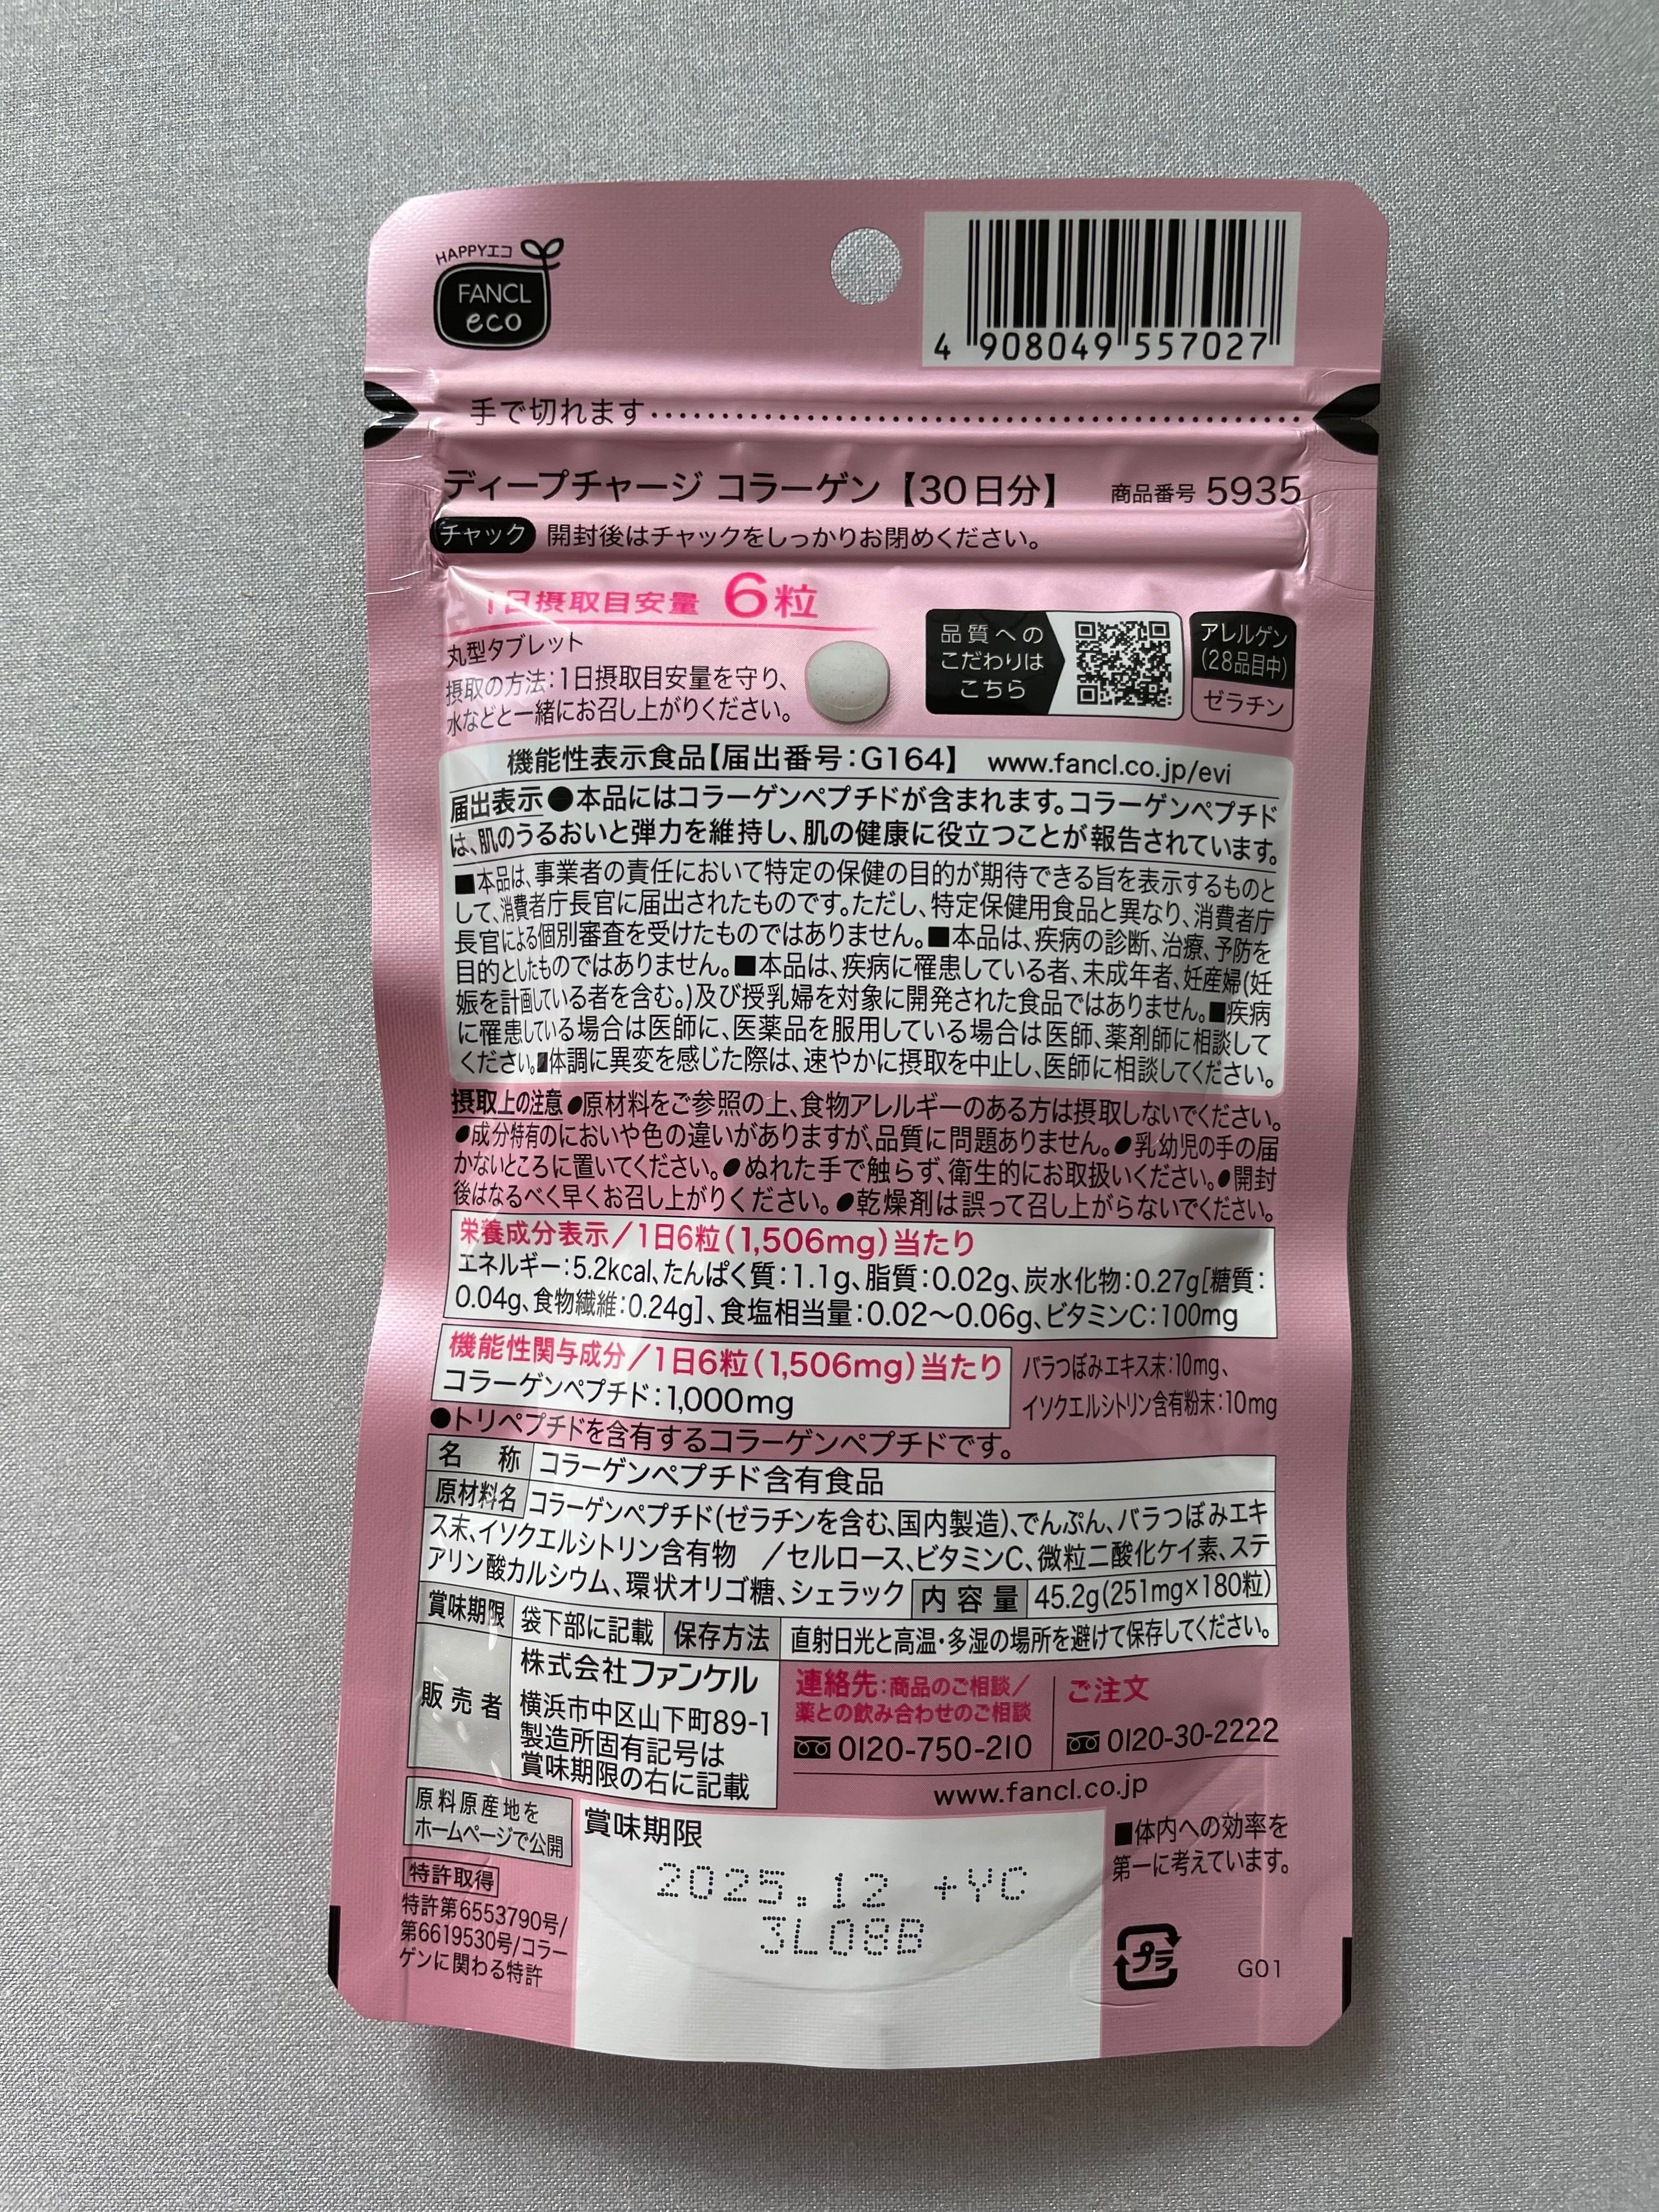 HAPPYエコ
FANCL
eco
4 908049 557027
手で切れます
ディープチャージ コラーゲン【30日分】 商品番号 5935
チャック 開封後はチャックをしっかりお閉めください。
1日摂取目安量 6粒
丸型タブレット
摂取の方法:1日摂取目安量を守り、
水などと一緒にお召し上がりください。
品質への
こだわりは
こちら
アレルゲン
(28品目中)
ゼラチン
機能性表示食品【届出番号:G164】 www.fancl.co.jp/evi
届出表示●本品にはコラーゲンペプチドが含まれます。コラーゲンペプチド
は、肌のうるおいと弾力を維持し、肌の健康に役立つことが報告されています。
■本品は、事業者の責任において特定の保健の目的が期待できる旨を表示するものと
して、消費者庁長官に届出されたものです。ただし、特定保健用食品と異なり、消費者庁
長官による個別審査を受けたものではありません。■本品は、疾病の診断、治療、予防を
目的としたものではありません。■本品は、疾病に罹患している者、未成年者、妊産婦(妊
娠を計画している者を含む。)及び授乳婦を対象に開発された食品ではありません。■疾病
に罹患している場合は医師に、医薬品を服用している場合は医師、薬剤師に相談して
ください。■体調に異変を感じた際は、速やかに摂取を中止し、医師に相談してください。
摂取上の注意●原材料をご参照の上、食物アレルギーのある方は摂取しないでください。
●成分特有のにおいや色の違いがありますが、品質に問題ありません。●乳幼児の手の届
かないところに置いてください。●ぬれた手で触らず、衛生的にお取扱いください。●開封
後はなるべく早くお召し上がりください。●乾燥剤は誤って召し上がらないでください。
栄養成分表示/1日6粒(1,506mg)当たり
エネルギー:5.2kcal、たんぱく質:1.1g、脂質:0.02g、炭水化物:0.27g[糖質:
0.04g、食物繊維:0.24g]、食塩相当量:0.02〜0.06g、ビタミンC:100mg
機能性関与成分/1日6粒(1,506mg)当たり
コラーゲンペプチド:1,000mg
バラつぼみエキス末:10mg、
イソクエルシトリン含有粉末:10mg
●トリペプチドを含有するコラーゲンペプチドです。
名 称 コラーゲンペプチド含有食品
原材料名 コラーゲンペプチド(ゼラチンを含む、国内製造)、でんぷん、バラつぼみエキ
ス末、イソクエルシトリン含有物 /セルロース、ビタミンC、微粒二酸化ケイ素、ステ
アリン酸カルシウム、環状オリゴ糖、シェラック 内容量 45.2g(251mg×180粒)
賞味期限 袋下部に記載 保存方法 直射日光と高温・多湿の場所を避けて保存してください。
販売者 株式会社ファンケル
横浜市中区山下町89-1
製造所固有記号は
賞味期限の右に記載
連絡先:商品のご相談/
薬との飲み合わせのご相談
0120-750-210
ご注文
0120-30-2222
www.fancl.co.jp
原料原産地を
ホームページで公開
特許取得
特許第6553790号/
第6619530号/コラー
ゲンに関わる特許
賞味期限
2025.12 +YC
3L08B
■体内への効率を
第一に考えています。
プラ
G01